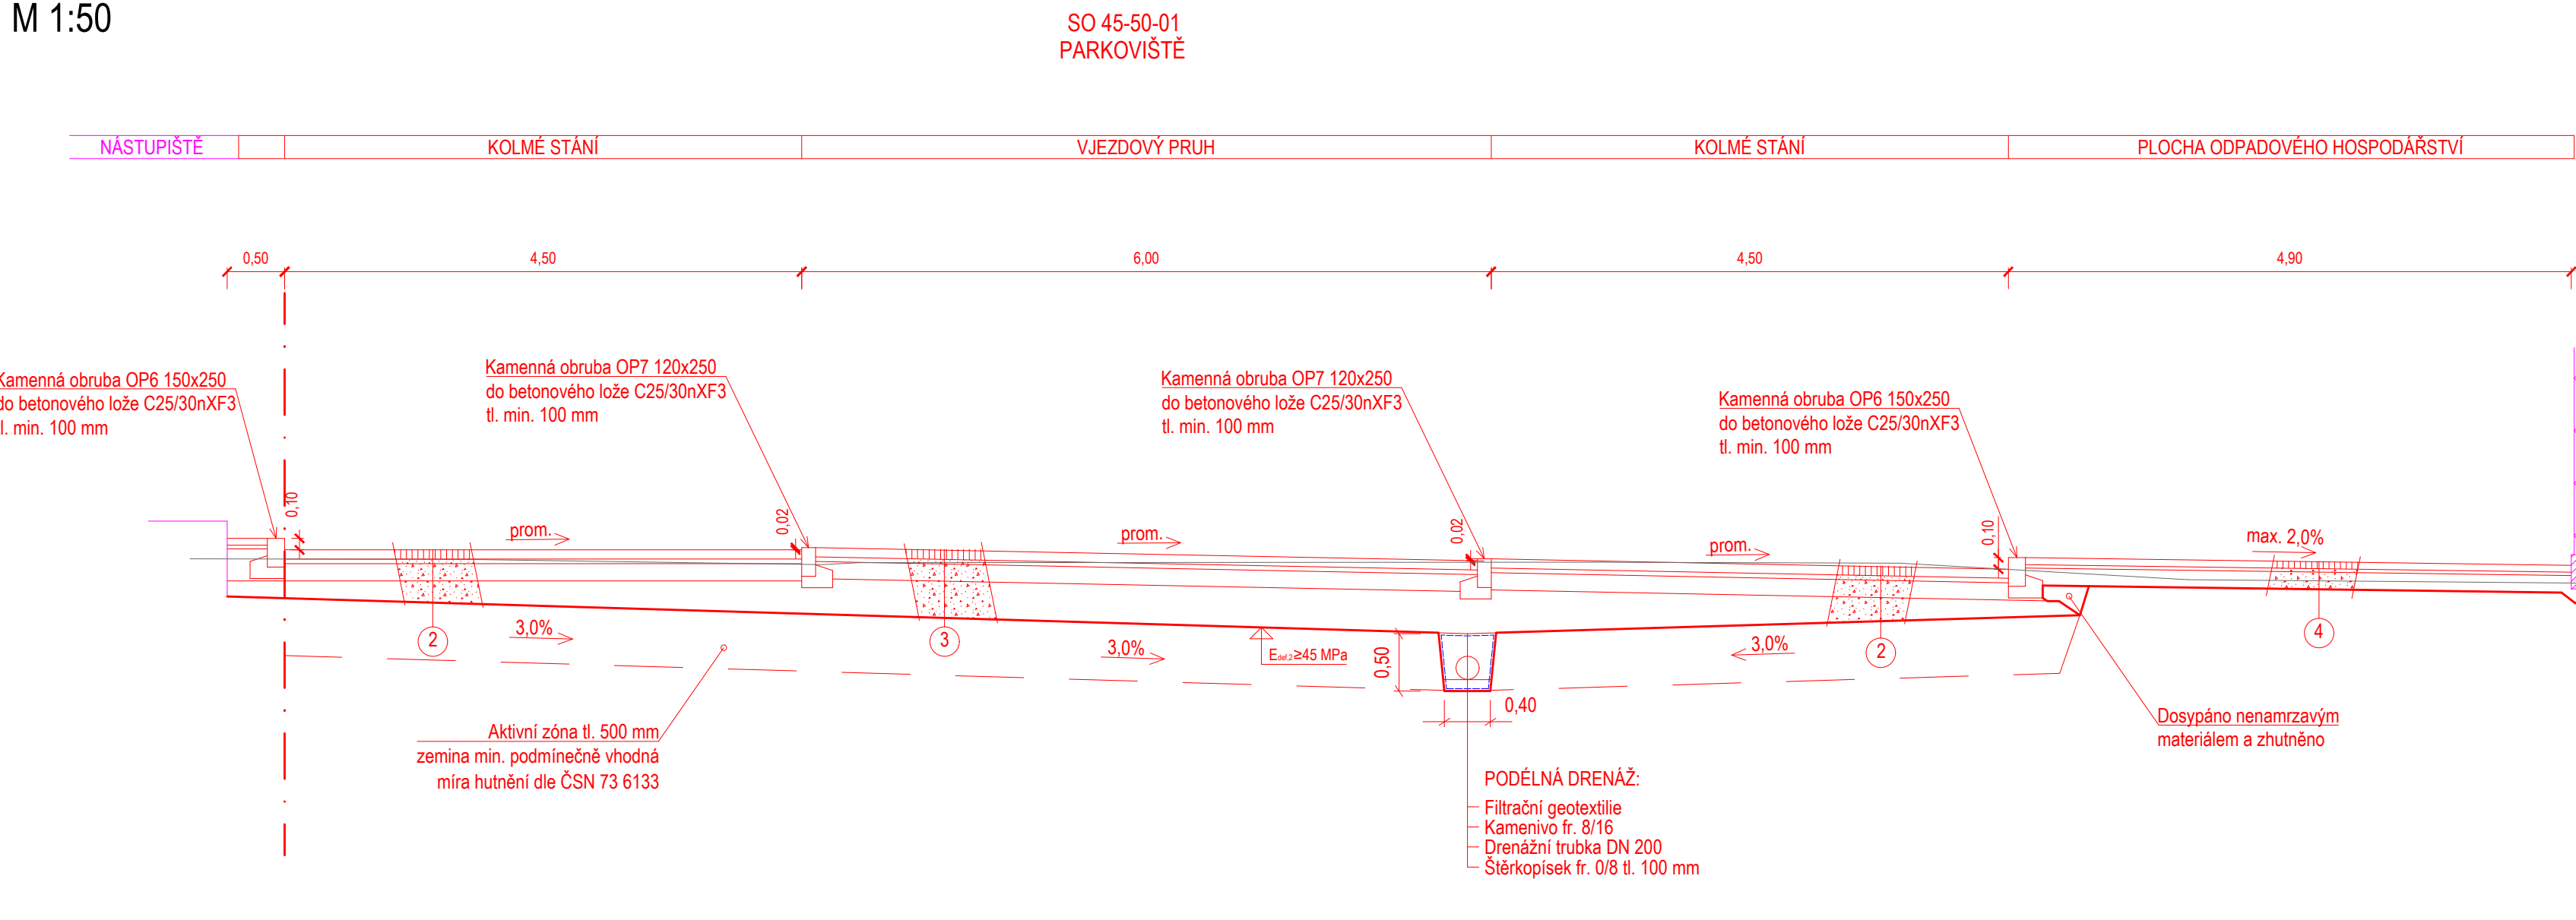 M 1:50
SO 45-50-01
PARKOVIŠTĚ
NÁSTUPIŠTĚ
KOLMÉ STÁNÍ
VJEZDOVÝ PRUH
KOLMÉ STÁNÍ
PLOCHA ODPADOVÉHO HOSPODÁŘSTVÍ
0,50
4,50
6,00
4,50
4,90
Kamenná obruba OP6 150x250
do betonového lože C25/30nXF3
tl. min. 100 mm
Kamenná obruba OP7 120x250
do betonového lože C25/30nXF3
tl. min. 100 mm
Kamenná obruba OP7 120x250
do betonového lože C25/30nXF3
tl. min. 100 mm
Kamenná obruba OP6 150x250
do betonového lože C25/30nXF3
tl. min. 100 mm
0,10
prom.
0,02
prom.
0,02
prom.
0,10
max. 2,0%
2
3,0%
3
3,0%
Edef,2≥45 MPa
0,50
0,40
3,0%
2
4
Aktivní zóna tl. 500 mm
zemina min. podmínečně vhodná
míra hutnění dle ČSN 73 6133
Dosypáno nenamrzavým
materiálem a zhutněno
PODÉLNÁ DRENÁŽ:
Filtrační geotextilie
Kamenivo fr. 8/16
Drenážní trubka DN 200
Štěrkopísek fr. 0/8 tl. 100 mm